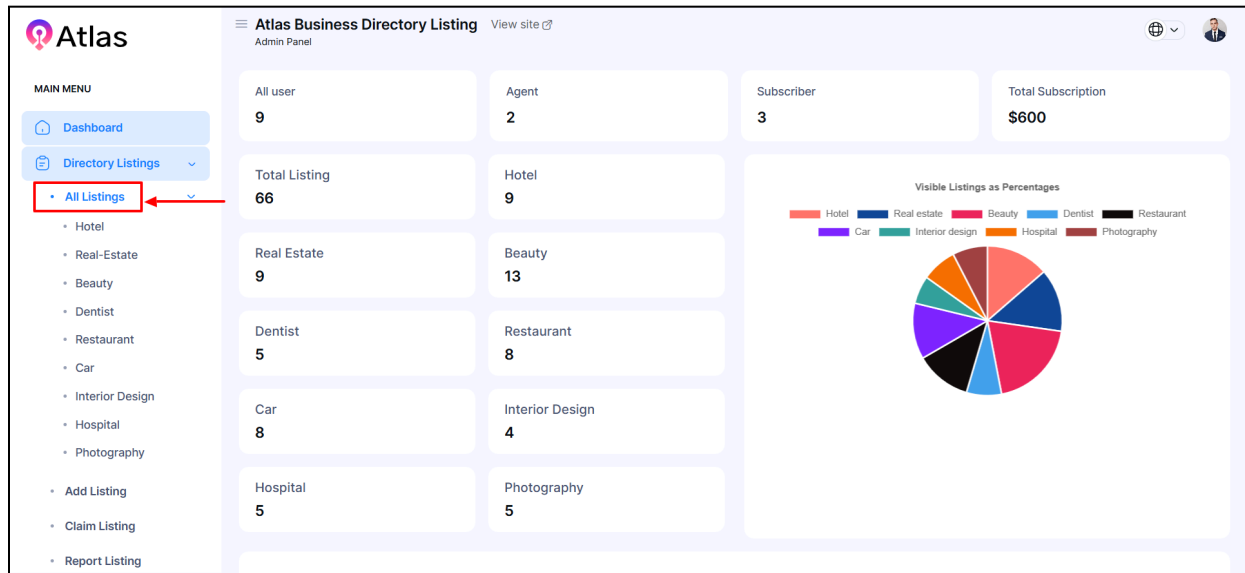 Atlas
MAIN MENU
Dashboard
Directory Listings
All Listings
Hotel
Real-Estate
Beauty
Dentist
Restaurant
Car
Interior Design
Hospital
Photography
Add Listing
Claim Listing
Report Listing
Atlas Business Directory Listing View site
Admin Panel
All user
9
Agent
2
Subscriber
3
Total Subscription
$600
Total Listing
66
Hotel
9
Real Estate
9
Beauty
13
Dentist
5
Restaurant
8
Car
8
Interior Design
4
Hospital
5
Photography
5
Visible Listings as Percentages
Hotel Real estate Beauty Dentist Restaurant
Car Interior design Hospital Photography